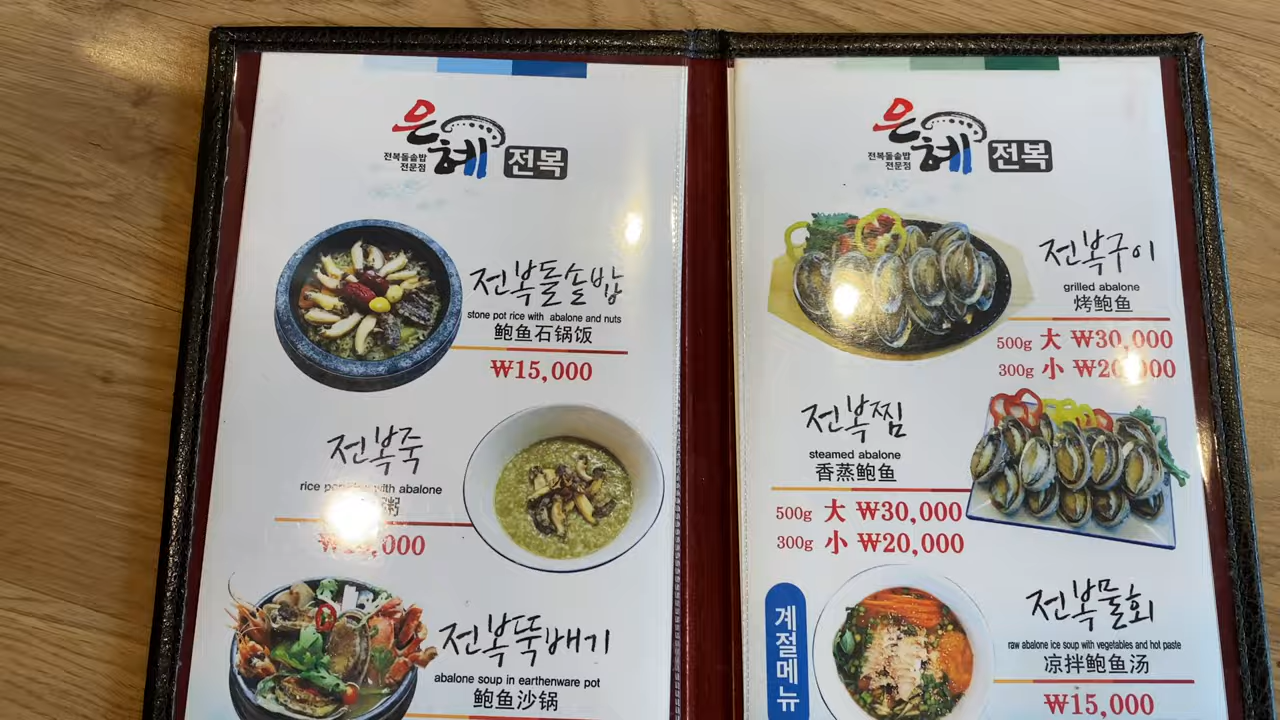 은혜
전복돌솥밥
전문점
전복
전복돌솥밥
stone pot rice with abalone and nuts
鲍鱼石锅饭
₩15,000
전복죽
rice with abalone
粥
000
전복뚝배기
abalone soup in earthenware pot
鲍鱼沙锅
은혜
전복돌솥밥
전문점
전복
전복구이
grilled abalone
烤鲍鱼
500g 大 ₩30,000
300g 小 ₩20,000
전복찜
steamed abalone
香蒸鲍鱼
500g 大 ₩30,000
300g 小 ₩20,000
계절메뉴
전복물회
raw abalone ice soup with vegetables and hot paste
凉拌鲍鱼汤
₩15,000